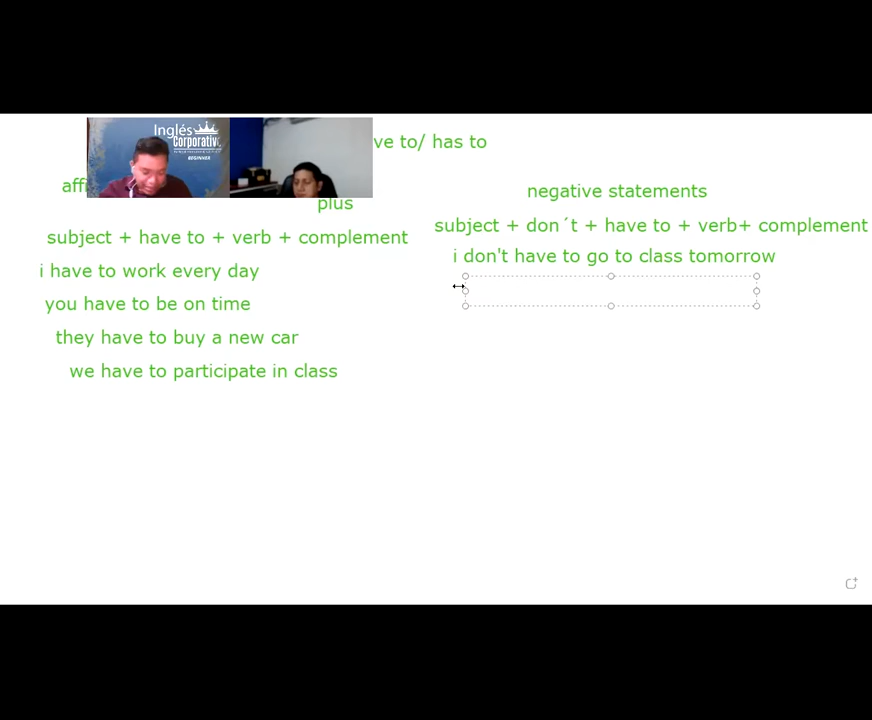 Inglés
Corporativo
BEGINNER
ve to/ has to
affi
plus
subject + have to + verb + complement
i have to work every day
you have to be on time
they have to buy a new car
we have to participate in class
negative statements
subject + don´t + have to + verb+ complement
i don't have to go to class tomorrow